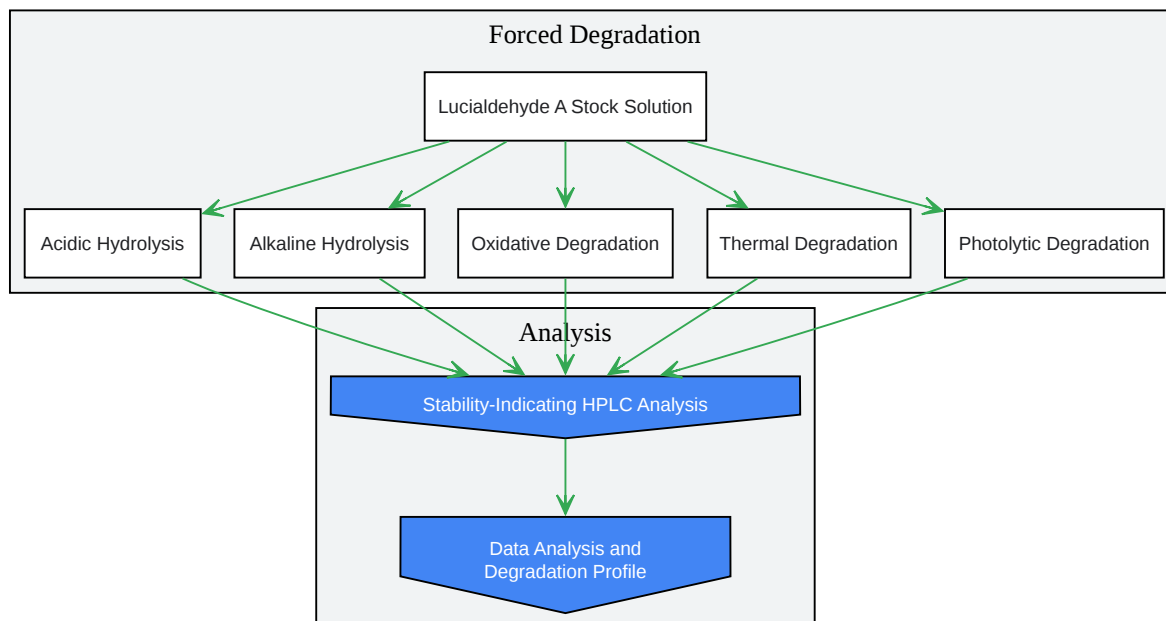 Forced Degradation
Lucialdehyde A Stock Solution
Acidic Hydrolysis
Alkaline Hydrolysis
Oxidative Degradation
Thermal Degradation
Photolytic Degradation
Analysis
Stability-Indicating HPLC Analysis
Data Analysis and
Degradation Profile